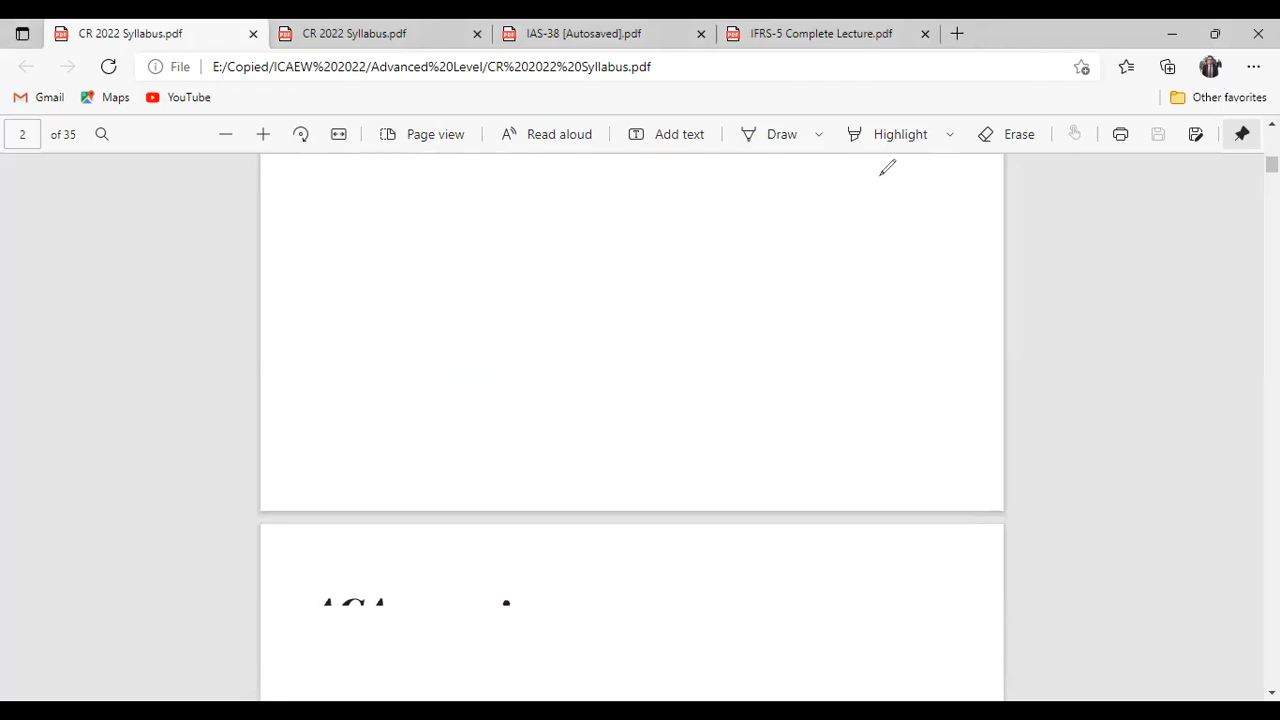 CR 2022 Syllabus.pdf
CR 2022 Syllabus.pdf
IAS-38 [Autosaved].pdf
IFRS-5 Complete Lecture.pdf
File
E:/Copied/ICAEW%202022/Advanced%20Level/CR%202022%20Syllabus.pdf
Gmail
Maps
YouTube
Other favorites
2 of 35
Page view
Read aloud
Add text
Draw
Highlight
Erase